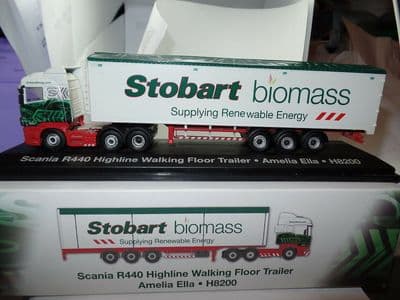 Stobart biomass
Supplying Renewable Energy
Scania R440 Highline Walking Floor Trailer • Amelia Ella • H8200
Stobart biomass
Supplying Renewable Energy
Scania R440 Highline Walking Floor Trailer
Amelia Ella • H8200